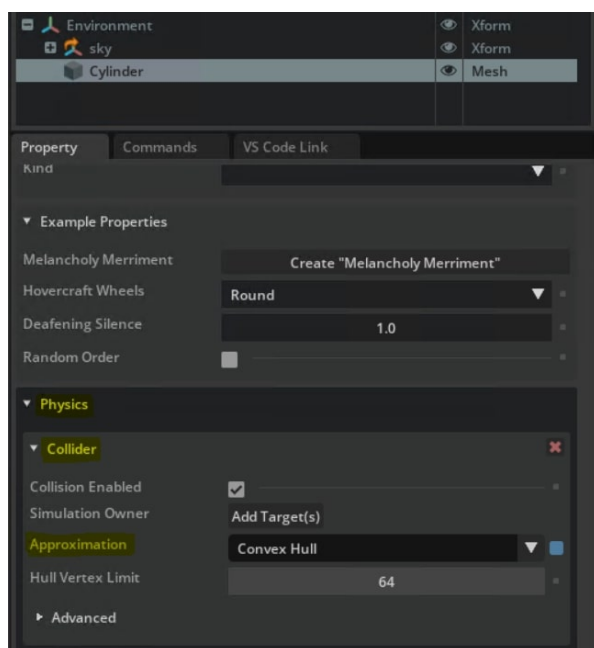 Environment Xform
sky Xform
Cylinder Mesh
Property Commands VS Code Link
Kind
Example Properties
Melancholy Merriment Create "Melancholy Merriment"
Hovercraft Wheels Round
Deafening Silence 1.0
Random Order
Physics
Collider
Collision Enabled
Simulation Owner Add Target(s)
Approximation Convex Hull
Hull Vertex Limit 64
Advanced